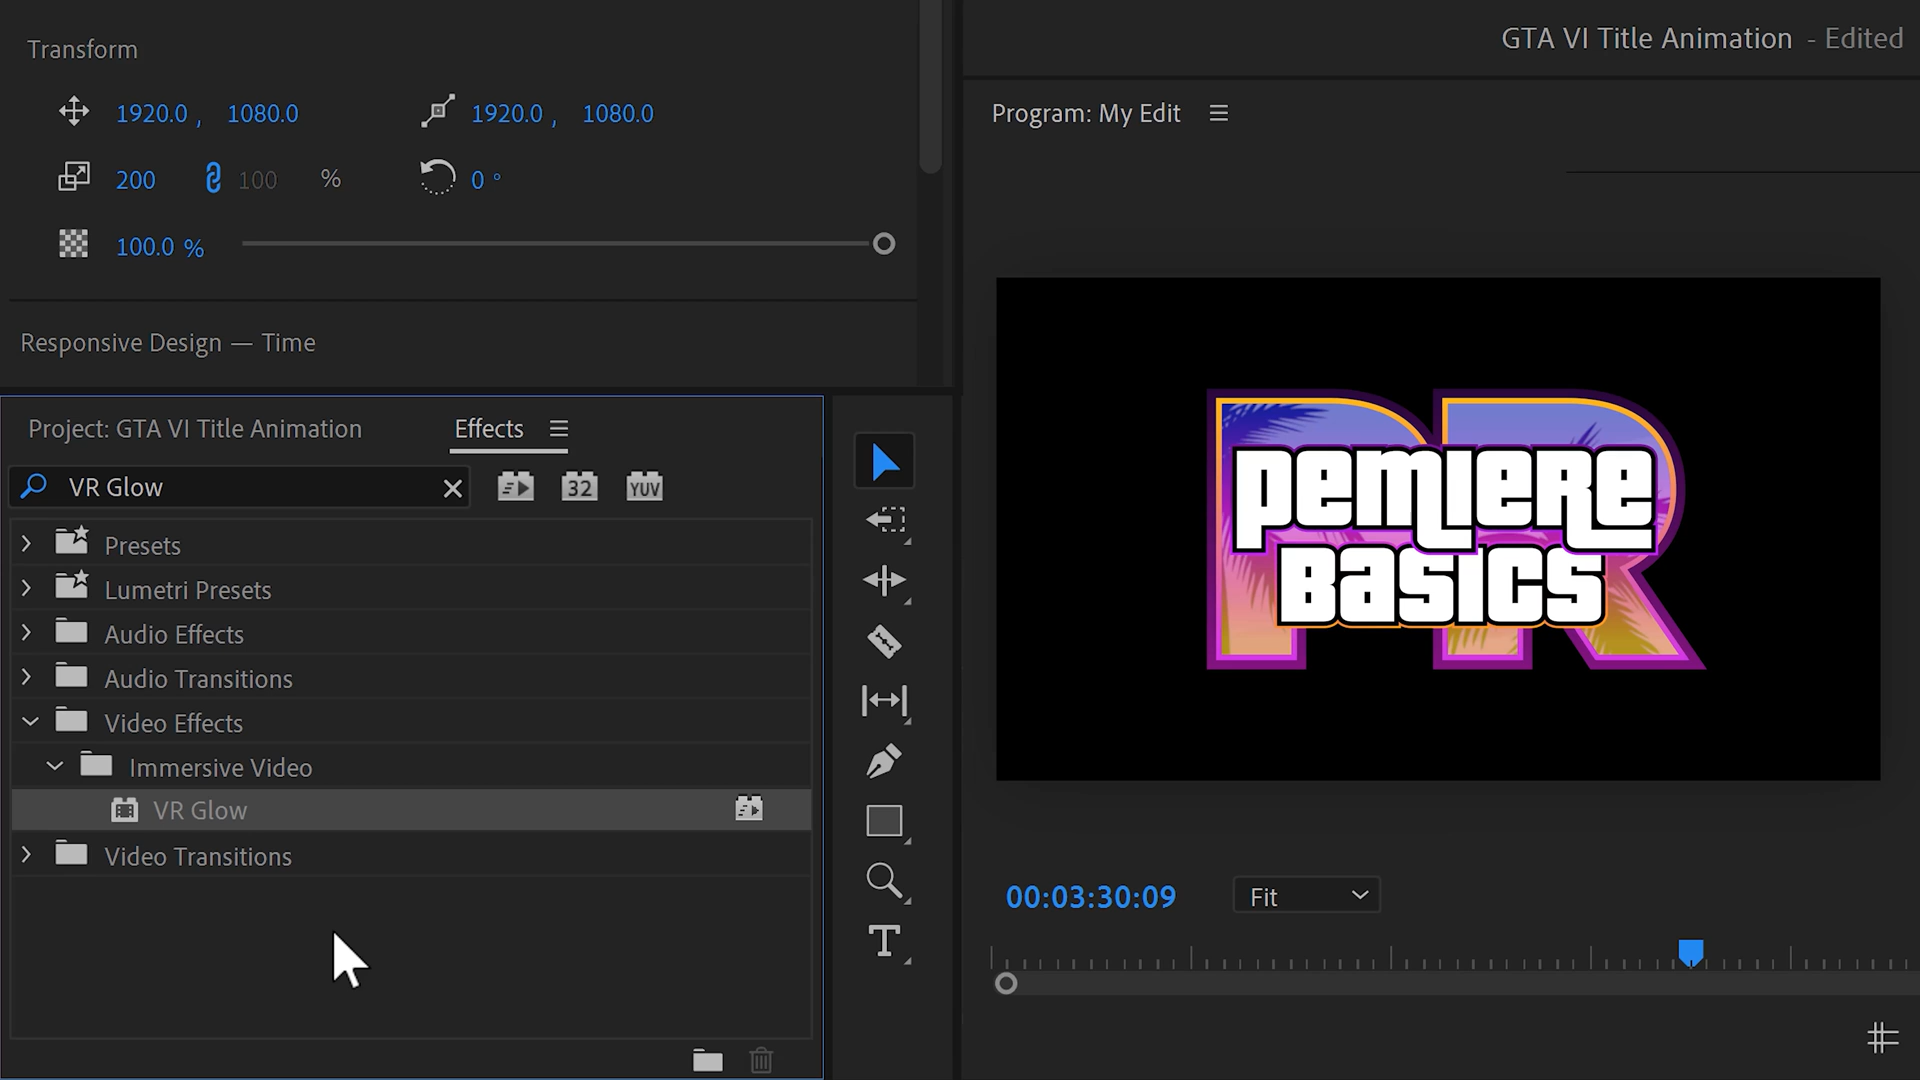 Transform
1920.0 , 1080.0
1920.0 , 1080.0
200 100 %
0 °
100.0 %
Responsive Design — Time
Project: GTA VI Title Animation
Effects
VR Glow
32
YUV
Presets
Lumetri Presets
Audio Effects
Audio Transitions
Video Effects
Immersive Video
VR Glow
Video Transitions
T
GTA VI Title Animation - Edited
Program: My Edit
PR
PEMIERE
BASICS
00:03:30:09
Fit